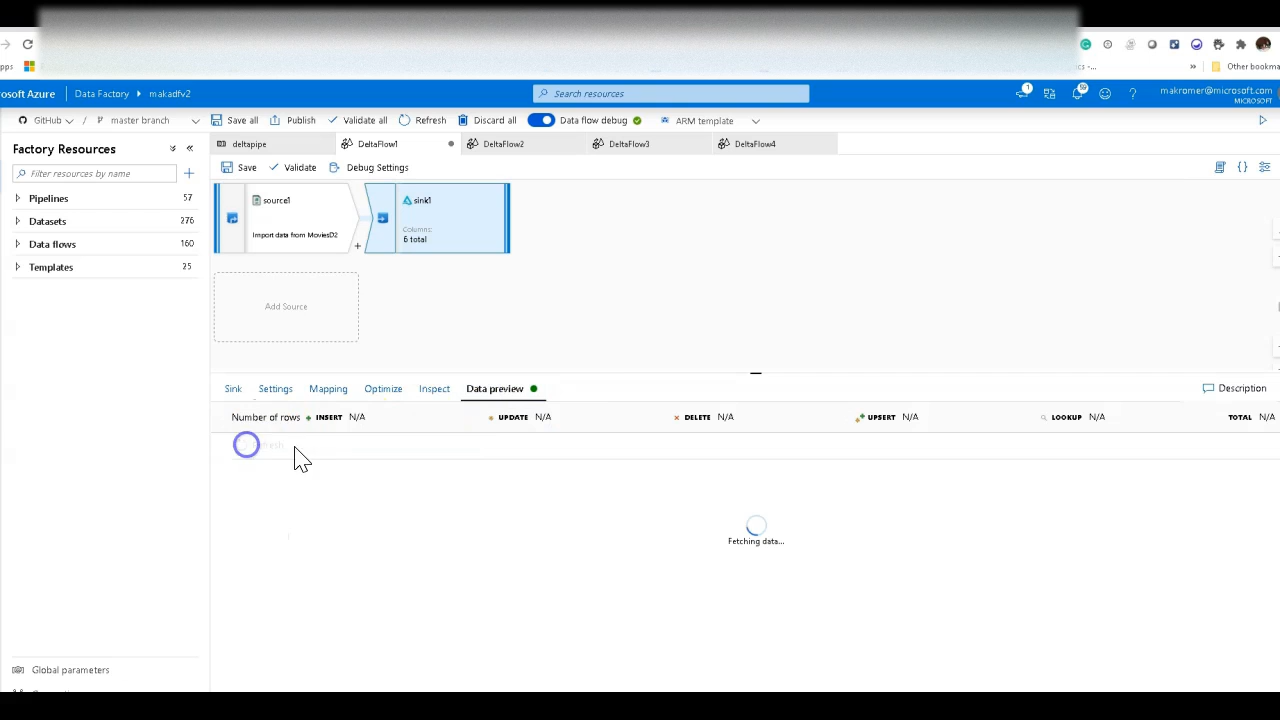 pps
Other bookma
rosoft Azure
Data Factory
makadfv2
Search resources
1
makromer@microsoft.com
MICROSOFT
GitHub
/
master branch
Save all
Publish
Validate all
Refresh
Discard all
Data flow debug
ARM template
Factory Resources
deltapipe
DeltaFlow1
DeltaFlow2
DeltaFlow3
DeltaFlow4
Filter resources by name
Save
Validate
Debug Settings
Pipelines 57
Datasets 276
Data flows 160
Templates 25
source1
Import data from MoviesD2
sink1
Columns:
6 total
Add Source
Sink
Settings
Mapping
Optimize
Inspect
Data preview
Description
Number of rows
INSERT N/A
UPDATE N/A
DELETE N/A
UPSERT N/A
LOOKUP N/A
TOTAL N/A
Fetching data...
Global parameters